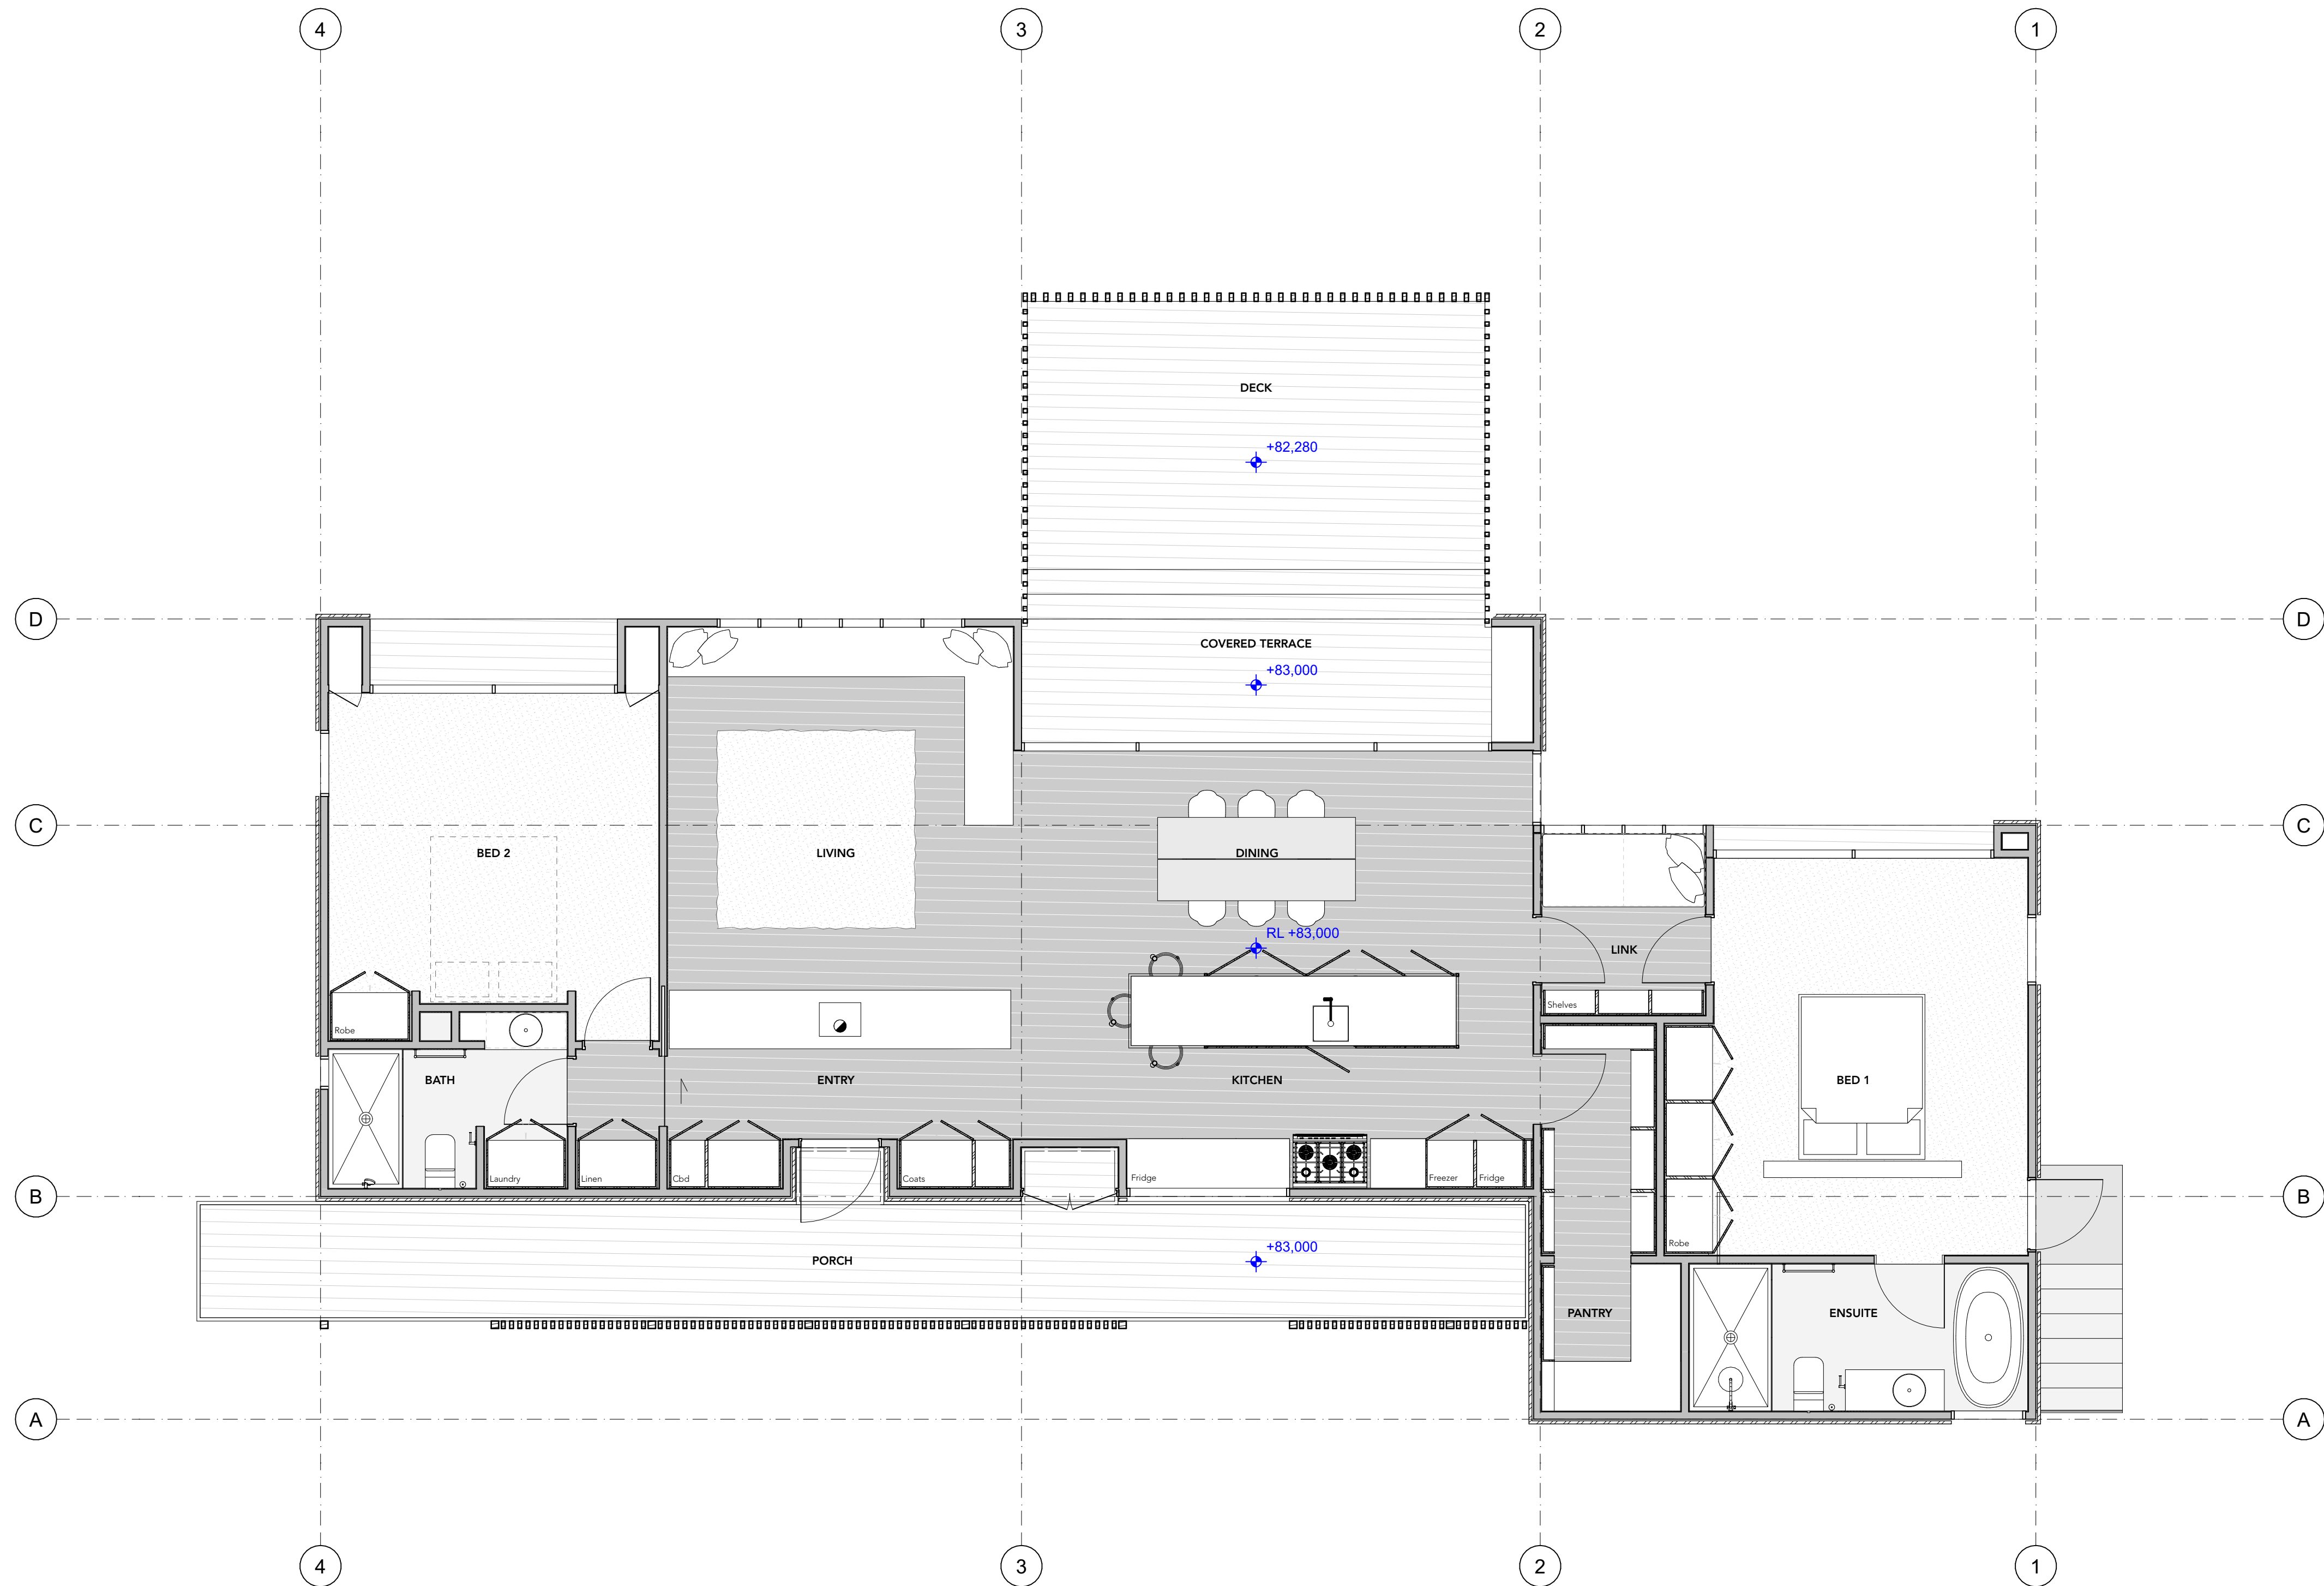 4 3 2 1
DECK
+82,280
D D
COVERED TERRACE
+83,000
C C
BED 2 LIVING DINING
RL +83,000
LINK
Shelves
Robe
BATH ENTRY KITCHEN BED 1
Laundry Linen Cbd Coats Fridge Freezer Fridge
B B
Robe
+83,000
PORCH
PANTRY ENSUITE
A A
4 3 2 1